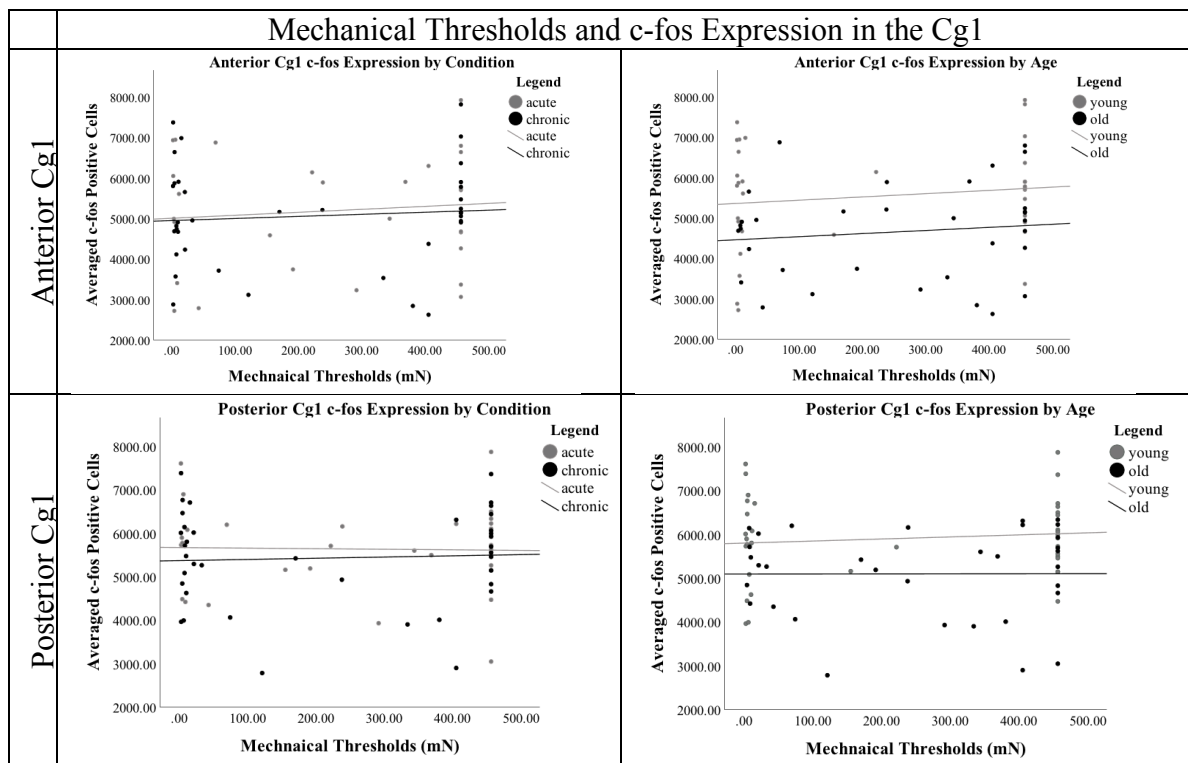 Mechanical Thresholds and c-fos Expression in the Cg1
Anterior Cg1
Anterior Cg1 c-fos Expression by Condition
Legend
acute
chronic
acute
chronic
Averaged c-fos Positive Cells
8000.00
7000.00
6000.00
5000.00
4000.00
3000.00
2000.00
.00 100.00 200.00 300.00 400.00 500.00
Mechnaical Thresholds (mN)
Anterior Cg1 c-fos Expression by Age
Legend
young
old
young
old
Averaged c-fos Positive Cells
8000.00
7000.00
6000.00
5000.00
4000.00
3000.00
2000.00
.00 100.00 200.00 300.00 400.00 500.00
Mechnaical Thresholds (mN)
Posterior Cg1
Posterior Cg1 c-fos Expression by Condition
Legend
acute
chronic
acute
chronic
Averaged c-fos Positive Cells
8000.00
7000.00
6000.00
5000.00
4000.00
3000.00
2000.00
.00 100.00 200.00 300.00 400.00 500.00
Mechnaical Thresholds (mN)
Posterior Cg1 c-fos Expression by Age
Legend
young
old
young
old
Averaged c-fos Positive Cells
8000.00
7000.00
6000.00
5000.00
4000.00
3000.00
2000.00
.00 100.00 200.00 300.00 400.00 500.00
Mechnaical Thresholds (mN)